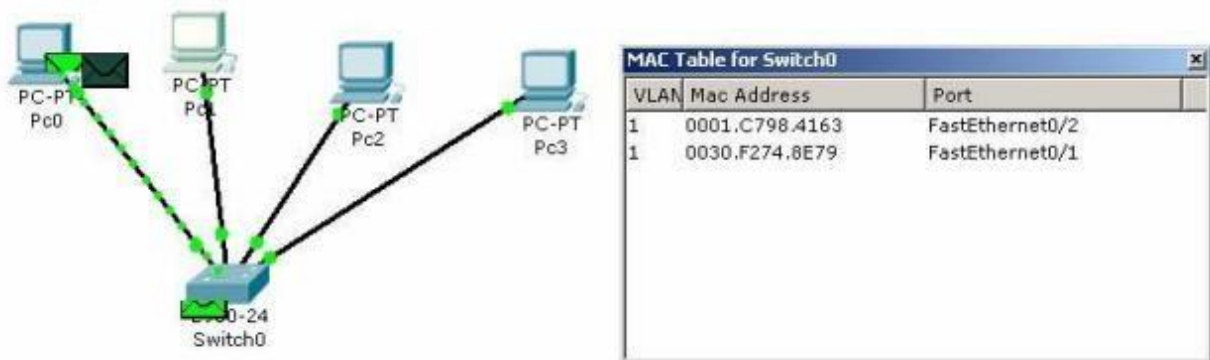 PC-PT
Pc0
PC-PT
Pc1
PC-PT
Pc2
PC-PT
Pc3
Switch0
MAC Table for Switch0
VLAN Mac Address Port
1 0001.C798.4163 FastEthernet0/2
1 0030.F274.8E79 FastEthernet0/1